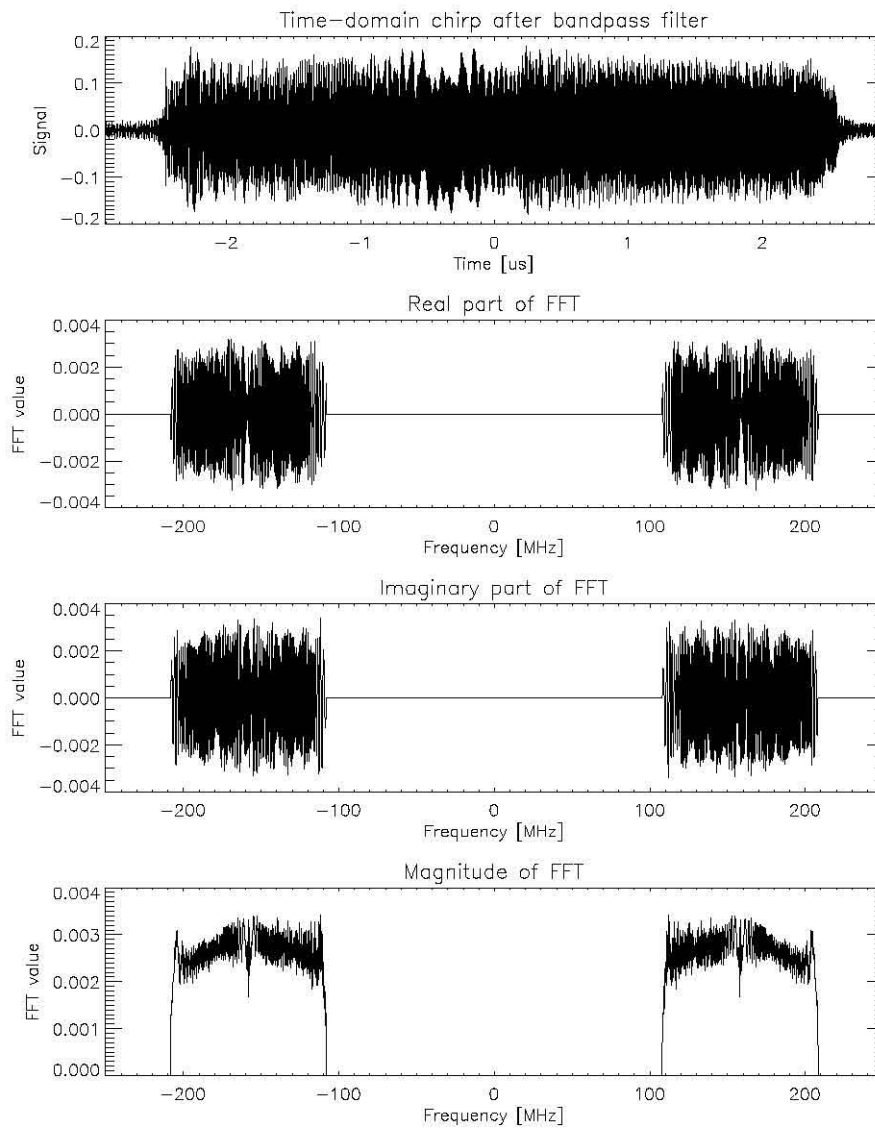 Time-domain chirp after bandpass filter
0.2
0.1
0.0
-0.1
-0.2
Signal
-2 -1 0 1 2
Time [us]
Real part of FFT
0.004
0.002
0.000
-0.002
-0.004
FFT value
-200 -100 0 100 200
Frequency [MHz]
Imaginary part of FFT
0.004
0.002
0.000
-0.002
-0.004
FFT value
-200 -100 0 100 200
Frequency [MHz]
Magnitude of FFT
0.004
0.003
0.002
0.001
0.000
FFT value
-200 -100 0 100 200
Frequency [MHz]